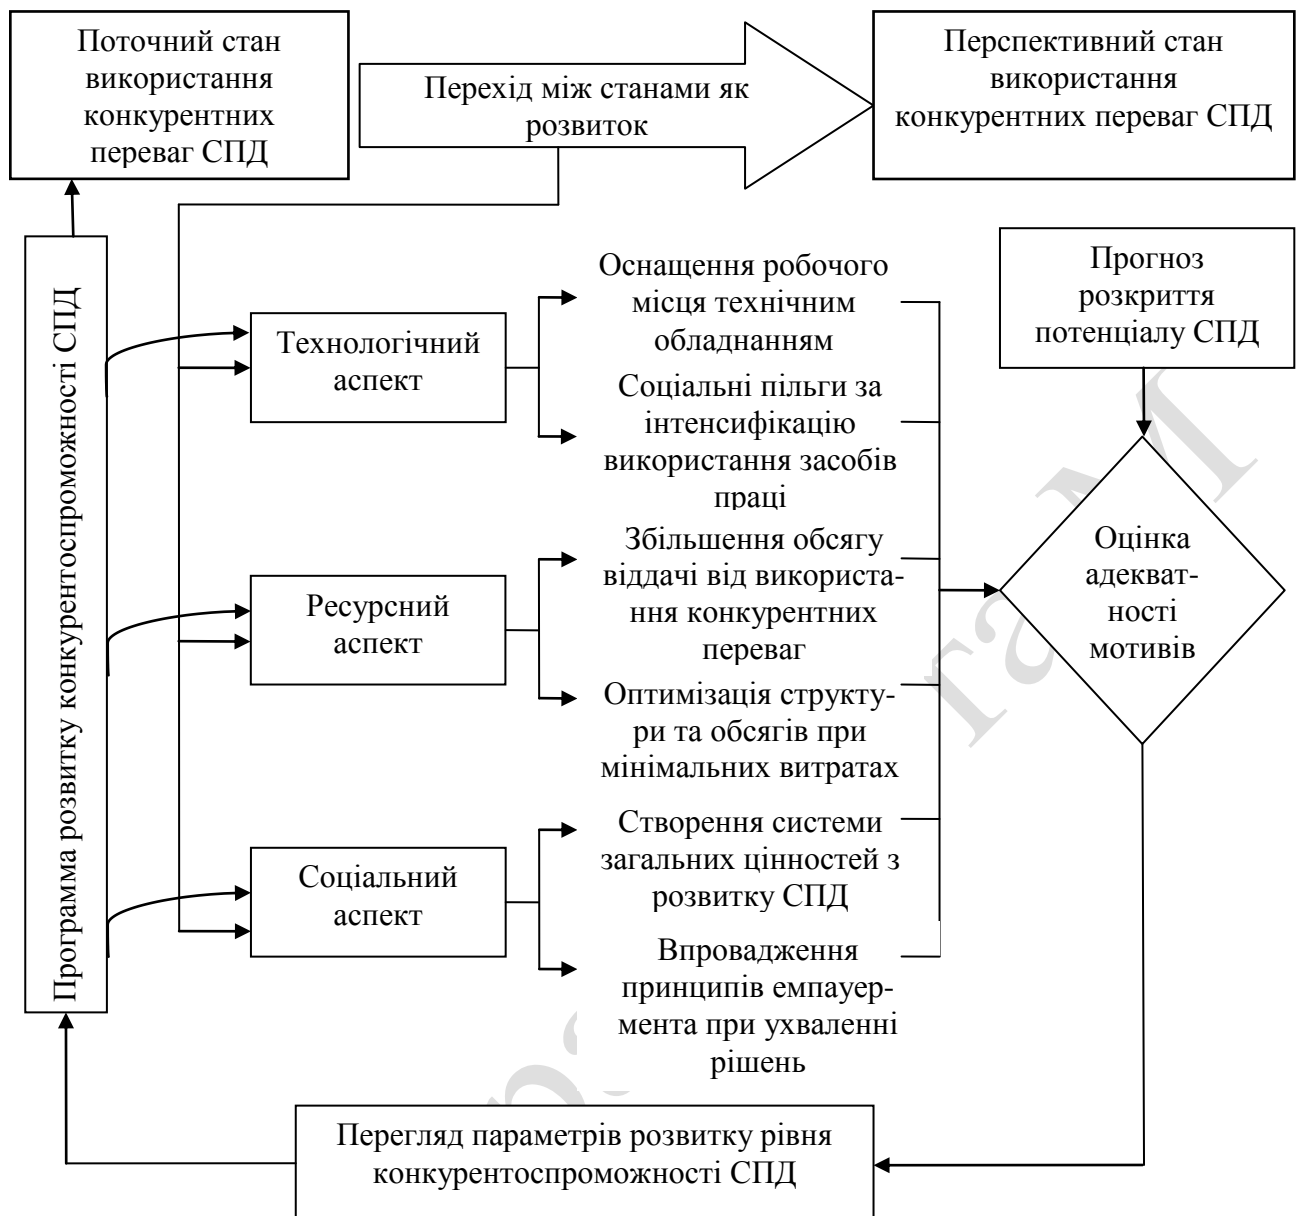 Поточний стан
використання
конкурентних
переваг СПД
Перехід між станами як
розвиток
Перспективний стан
використання
конкурентних переваг СПД
Программа розвитку конкурентоспроможності СПД
Технологічний
аспект
Оснащення робочого
місця технічним
обладнанням
Соціальні пільги за
інтенсифікацію
використання засобів
праці
Прогноз
розкриття
потенціалу СПД
Ресурсний
аспект
Збільшення обсягу
віддачі від використа-
ння конкурентних
переваг
Оптимізація структу-
ри та обсягів при
мінімальних витратах
Оцінка
адекват-
ності
мотивів
Соціальний
аспект
Створення системи
загальних цінностей з
розвитку СПД
Впровадження
принципів емпауер-
мента при ухваленні
рішень
Перегляд параметрів розвитку рівня
конкурентоспроможності СПД